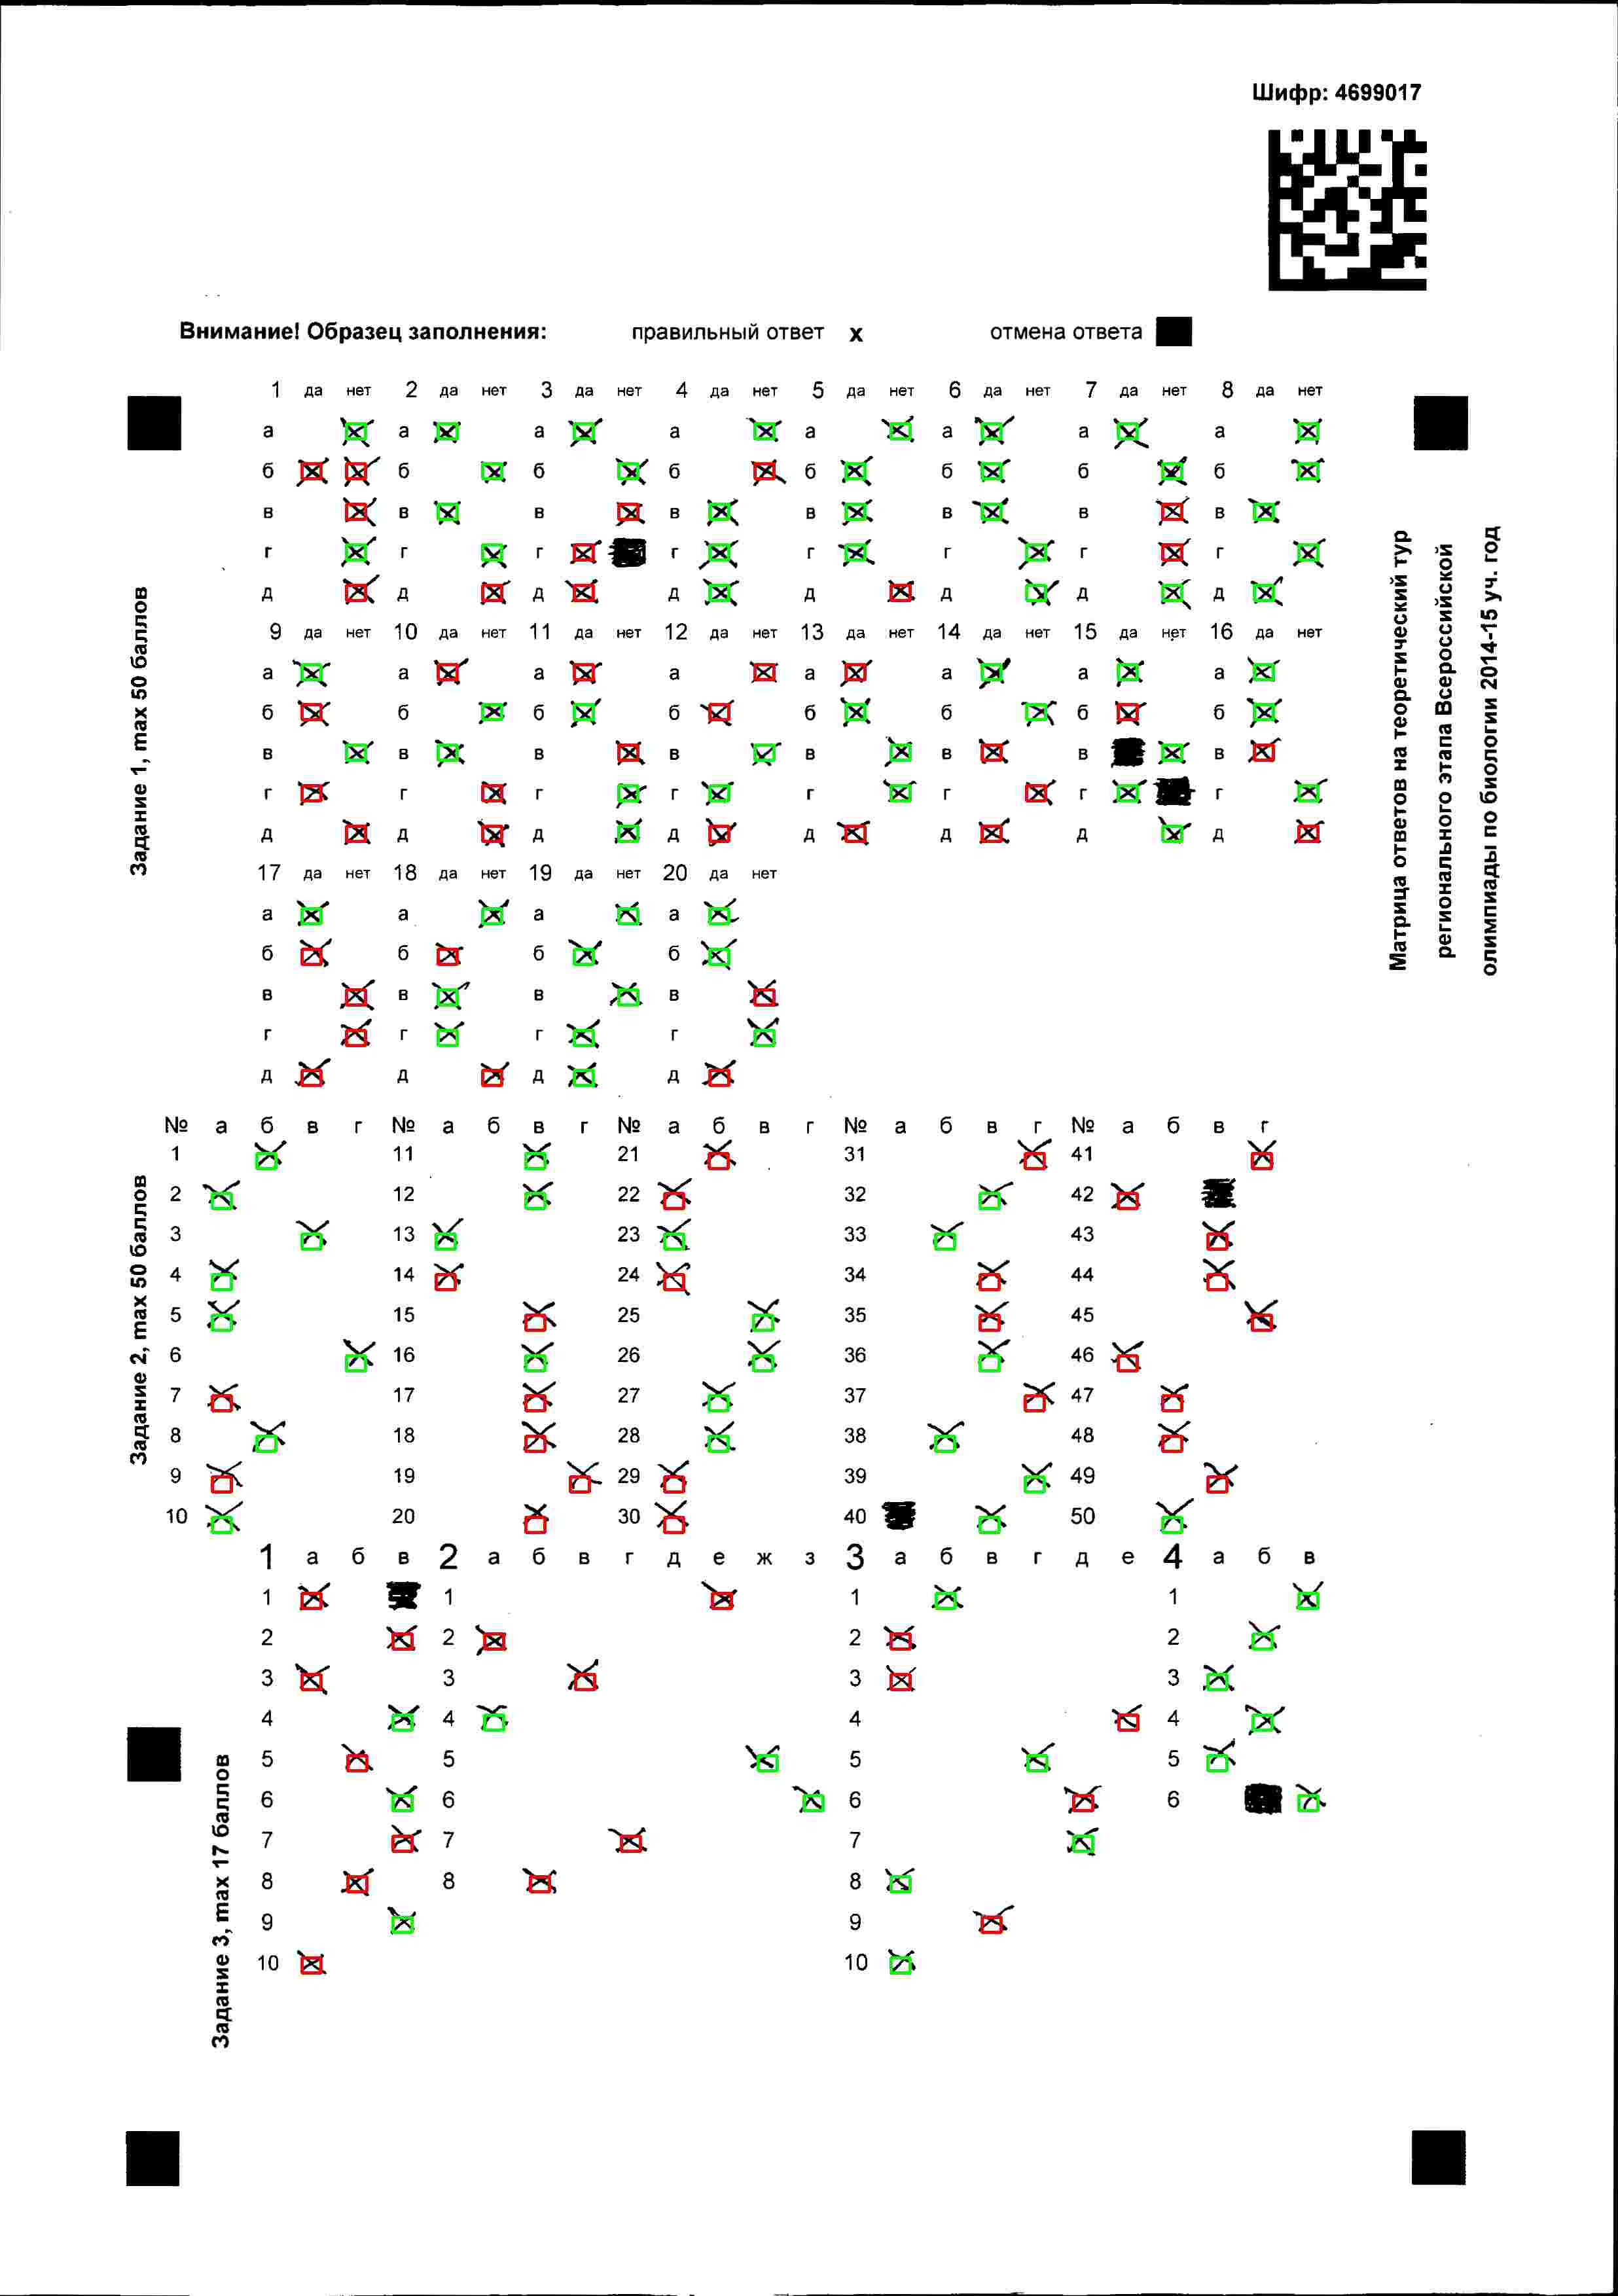 Шифр: 4699017
Внимание! Образец заполнения: правильный ответ x отмена ответа
1 да нет 2 да нет 3 да нет 4 да нет 5 да нет 6 да нет 7 да нет 8 да нет
а а а а а а а а
б б б б б б б б
в в в в в в в в
г г г г г г г г
д д д д д д д д
9 да нет 10 да нет 11 да нет 12 да нет 13 да нет 14 да нет 15 да нет 16 да нет
а а а а а а а а
б б б б б б б б
в в в в в в в в
г г г г г г г г
д д д д д д д д
17 да нет 18 да нет 19 да нет 20 да нет
а а а а
б б б б
в в в в
г г г г
д д д д
Задание 1, max 50 баллов
Матрица ответов на теоретический тур
регионального этапа Всероссийской
олимпиады по биологии 2014-15 уч. год
№ а б в г № а б в г № а б в г № а б в г № а б в г
1 11 21 31 41
2 12 22 32 42
3 13 23 33 43
4 14 24 34 44
5 15 25 35 45
6 16 26 36 46
7 17 27 37 47
8 18 28 38 48
9 19 29 39 49
10 20 30 40 50
Задание 2, max 50 баллов
1 а б в 2 а б в г д е ж з 3 а б в г д е 4 а б в
1 1 1 1
2 2 2 2
3 3 3 3
4 4 4 4
5 5 5 5
6 6 6 6
7 7 7
8 8 8
9 9
10 10
Задание 3, max 17 баллов